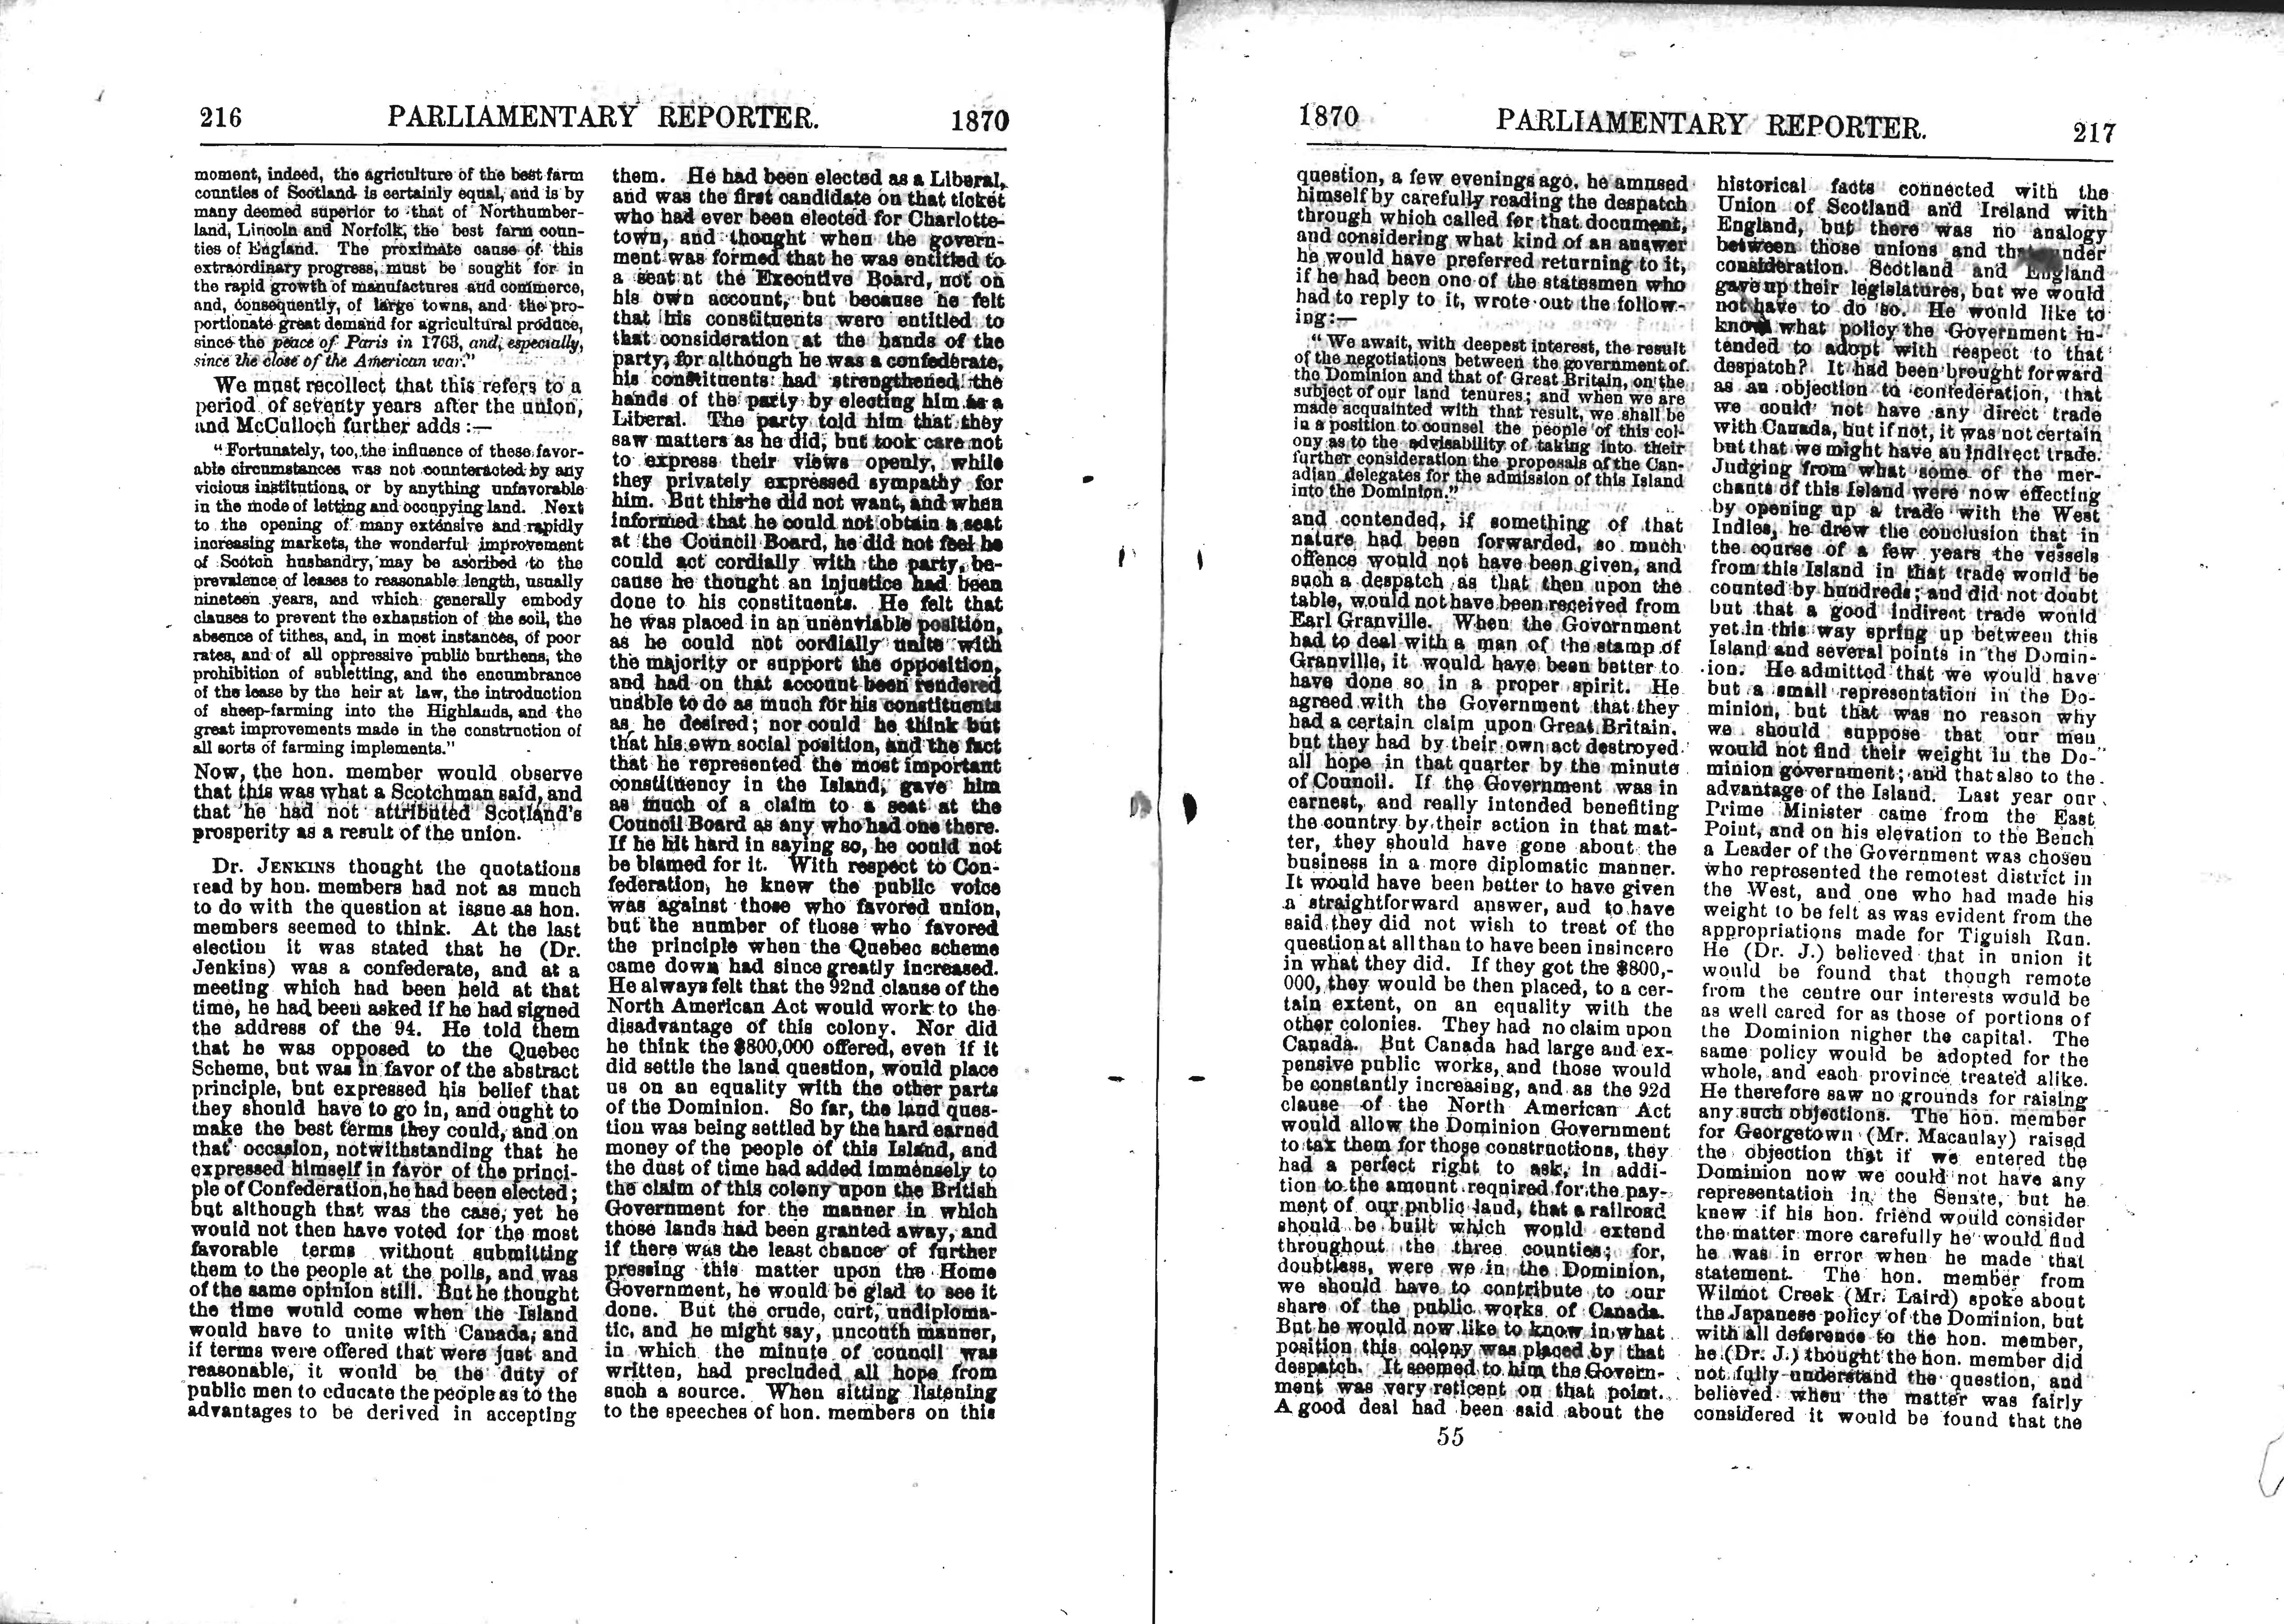 216 PARLIAMENTARY REPORTER. 1870
moment, indeed, the agriculture of the best farm
counties of Scotland is certainly equal, and is by
many deemed superior to that of Northumber-
land, Lincoln and Norfolk, the best farm coun-
ties of England. The proximate cause of this
extraordinary progress, must be sought for in
the rapid growth of manufactures and commerce,
and, consequently, of large towns, and the pro-
portionate great demand for agricultural produce,
since the peace of Paris in 1763, and, especially,
since the close of the American war."
We must recollect that this refers to a
period of seventy years after the union,
and McCulloch further adds :—
"Fortunately, too, the influence of these favor-
able circumstances was not counteracted by any
vicious institutions, or by anything unfavorable
in the mode of letting and occupying land. Next
to the opening of many extensive and rapidly
increasing markets, the wonderful improvement
of Scotch husbandry, may be ascribed to the
prevalence of leases to reasonable length, usually
nineteen years, and which generally embody
clauses to prevent the exhaustion of the soil, the
absence of tithes, and, in most instances, of poor
rates, and of all oppressive public burthens, the
prohibition of subletting, and the encumbrance
of the lease by the heir at law, the introduction
of sheep-farming into the Highlands, and the
great improvements made in the construction of
all sorts of farming implements."
Now, the hon. member would observe
that this was what a Scotchman said, and
that he had not attributed Scotland's
prosperity as a result of the union.
Dr. JENKINS thought the quotations
read by hon. members had not as much
to do with the question at issue as hon.
members seemed to think. At the last
election it was stated that he (Dr.
Jenkins) was a confederate, and at a
meeting which had been held at that
time, he had been asked if he had signed
the address of the 94. He told them
that he was opposed to the Quebec
Scheme, but was in favor of the abstract
principle, but expressed his belief that
they should have to go in, and ought to
make the best terms they could, and on
that occasion, notwithstanding that he
expressed himself in favor of the princi-
ple of Confederation, he had been elected;
but although that was the case, yet he
would not then have voted for the most
favorable terms without submitting
them to the people at the polls, and was
of the same opinion still. But he thought
the time would come when the Island
would have to unite with Canada, and
if terms were offered that were just and
reasonable, it would be the duty of
public men to educate the people as to the
advantages to be derived in accepting
them. He had been elected as a Liberal,
and was the first candidate on that ticket
who had ever been elected for Charlotte-
town, and thought when the govern-
ment was formed that he was entitled to
a seat at the Executive Board, not on
his own account, but because he felt
that his constituents were entitled to
that consideration at the hands of the
party, for although he was a confederate,
his constituents had strengthened the
hands of the party by electing him as a
Liberal. The party told him that they
saw matters as he did, but took care not
to express their views openly, while
they privately expressed sympathy for
him. But this he did not want, and when
informed that he could not obtain a seat
at the Council Board, he did not feel he
could act cordially with the party, be-
cause he thought an injustice had been
done to his constituents. He felt that
he was placed in an unenviable position,
as he could not cordially unite with
the majority or support the opposition,
and had on that account been rendered
unable to do as much for his constituents
as he desired; nor could he think but
that his own social position, and the fact
that he represented the most important
constituency in the Island, gave him
as much of a claim to a seat at the
Council Board as any who had one there.
If he hit hard in saying so, he could not
be blamed for it. With respect to Con-
federation, he knew the public voice
was against those who favored union,
but the number of those who favored
the principle when the Quebec scheme
came down had since greatly increased.
He always felt that the 92nd clause of the
North American Act would work to the
disadvantage of this colony. Nor did
he think the $800,000 offered, even if it
did settle the land question, would place
us on an equality with the other parts
of the Dominion. So far, the land ques-
tion was being settled by the hard earned
money of the people of this Island, and
the dust of time had added immensely to
the claim of this colony upon the British
Government for the manner in which
those lands had been granted away, and
if there was the least chance of further
pressing this matter upon the Home
Government, he would be glad to see it
done. But the crude, curt, undiploma-
tic, and he might say, uncouth manner,
in which the minute of council was
written, had precluded all hope from
such a source. When sitting listening
to the speeches of hon. members on this
1870 PARLIAMENTARY REPORTER. 217
question, a few evenings ago, he amused
himself by carefully reading the despatch
through which called for that document,
and considering what kind of an answer
he would have preferred returning to it,
if he had been one of the statesmen who
had to reply to it, wrote out the follow-
ing:—
"We await, with deepest interest, the result
of the negotiations between the government of
the Dominion and that of Great Britain, on the
subject of our land tenures; and when we are
made acquainted with that result, we shall be
in a position to counsel the people of this col-
ony as to the advisability of taking into their
further consideration the proposals of the Can-
adian delegates for the admission of this Island
into the Dominion."
and contended, if something of that
nature had been forwarded, so much
offence would not have been given, and
such a despatch as that then upon the
table, would not have been received from
Earl Granville. When the Government
had to deal with a man of the stamp of
Granville, it would have been better to
have done so in a proper spirit. He
agreed with the Government that they
had a certain claim upon Great Britain,
but they had by their own act destroyed
all hope in that quarter by the minute
of Council. If the Government was in
earnest, and really intended benefiting
the country by their action in that mat-
ter, they should have gone about the
business in a more diplomatic manner.
It would have been better to have given
a straightforward answer, and to have
said they did not wish to treat of the
question at all than to have been insincere
in what they did. If they got the $800,-
000, they would be then placed, to a cer-
tain extent, on an equality with the
other colonies. They had no claim upon
Canada. But Canada had large and ex-
pensive public works, and those would
be constantly increasing, and as the 92d
clause of the North American Act
would allow the Dominion Government
to tax them for those constructions, they
had a perfect right to ask, in addi-
tion to the amount required for the pay-
ment of our public land, that a railroad
should be built which would extend
throughout the three counties; for,
doubtless, were we in the Dominion,
we should have to contribute to our
share of the public works of Canada.
But he would now like to know in what
position this colony was placed by that
despatch. It seemed to him the Govern-
ment was very reticent on that point.
A good deal had been said about the
55
historical facts connected with the
Union of Scotland and Ireland with
England, but there was no analogy
between those unions and th nder
consideration. Scotland and England
gave up their legislatures, but we would
not have to do so. He would like to
know what policy the Government in-
tended to adopt with respect to that
despatch? It had been brought forward
as an objection to confederation, that
we could not have any direct trade
with Canada, but if not, it was not certain
but that we might have an indirect trade.
Judging from what some of the mer-
chants of this Island were now effecting
by opening up a trade with the West
Indies, he drew the conclusion that in
the course of a few years the vessels
from this Island in that trade would be
counted by hundreds; and did not doubt
but that a good indirect trade would
yet in this way spring up between this
Island and several points in the Domin-
ion. He admitted that we would have
but a small representation in the Do-
minion, but that was no reason why
we should suppose that our men
would not find their weight in the Do-
minion government; and that also to the
advantage of the Island. Last year our
Prime Minister came from the East
Point, and on his elevation to the Bench
a Leader of the Government was chosen
who represented the remotest district in
the West, and one who had made his
weight to be felt as was evident from the
appropriations made for Tiguish Run.
He (Dr. J.) believed that in union it
would be found that though remote
from the centre our interests would be
as well cared for as those of portions of
the Dominion nigher the capital. The
same policy would be adopted for the
whole, and each province treated alike.
He therefore saw no grounds for raising
any such objections. The hon. member
for Georgetown (Mr. Macaulay) raised
the objection that if we entered the
Dominion now we could not have any
representation in the Senate, but he
knew if his hon. friend would consider
the matter more carefully he would find
he was in error when he made that
statement. The hon. member from
Wilmot Creek (Mr. Laird) spoke about
the Japanese policy of the Dominion, but
with all deference to the hon. member,
he (Dr. J.) thought the hon. member did
not fully understand the question, and
believed when the matter was fairly
considered it would be found that the